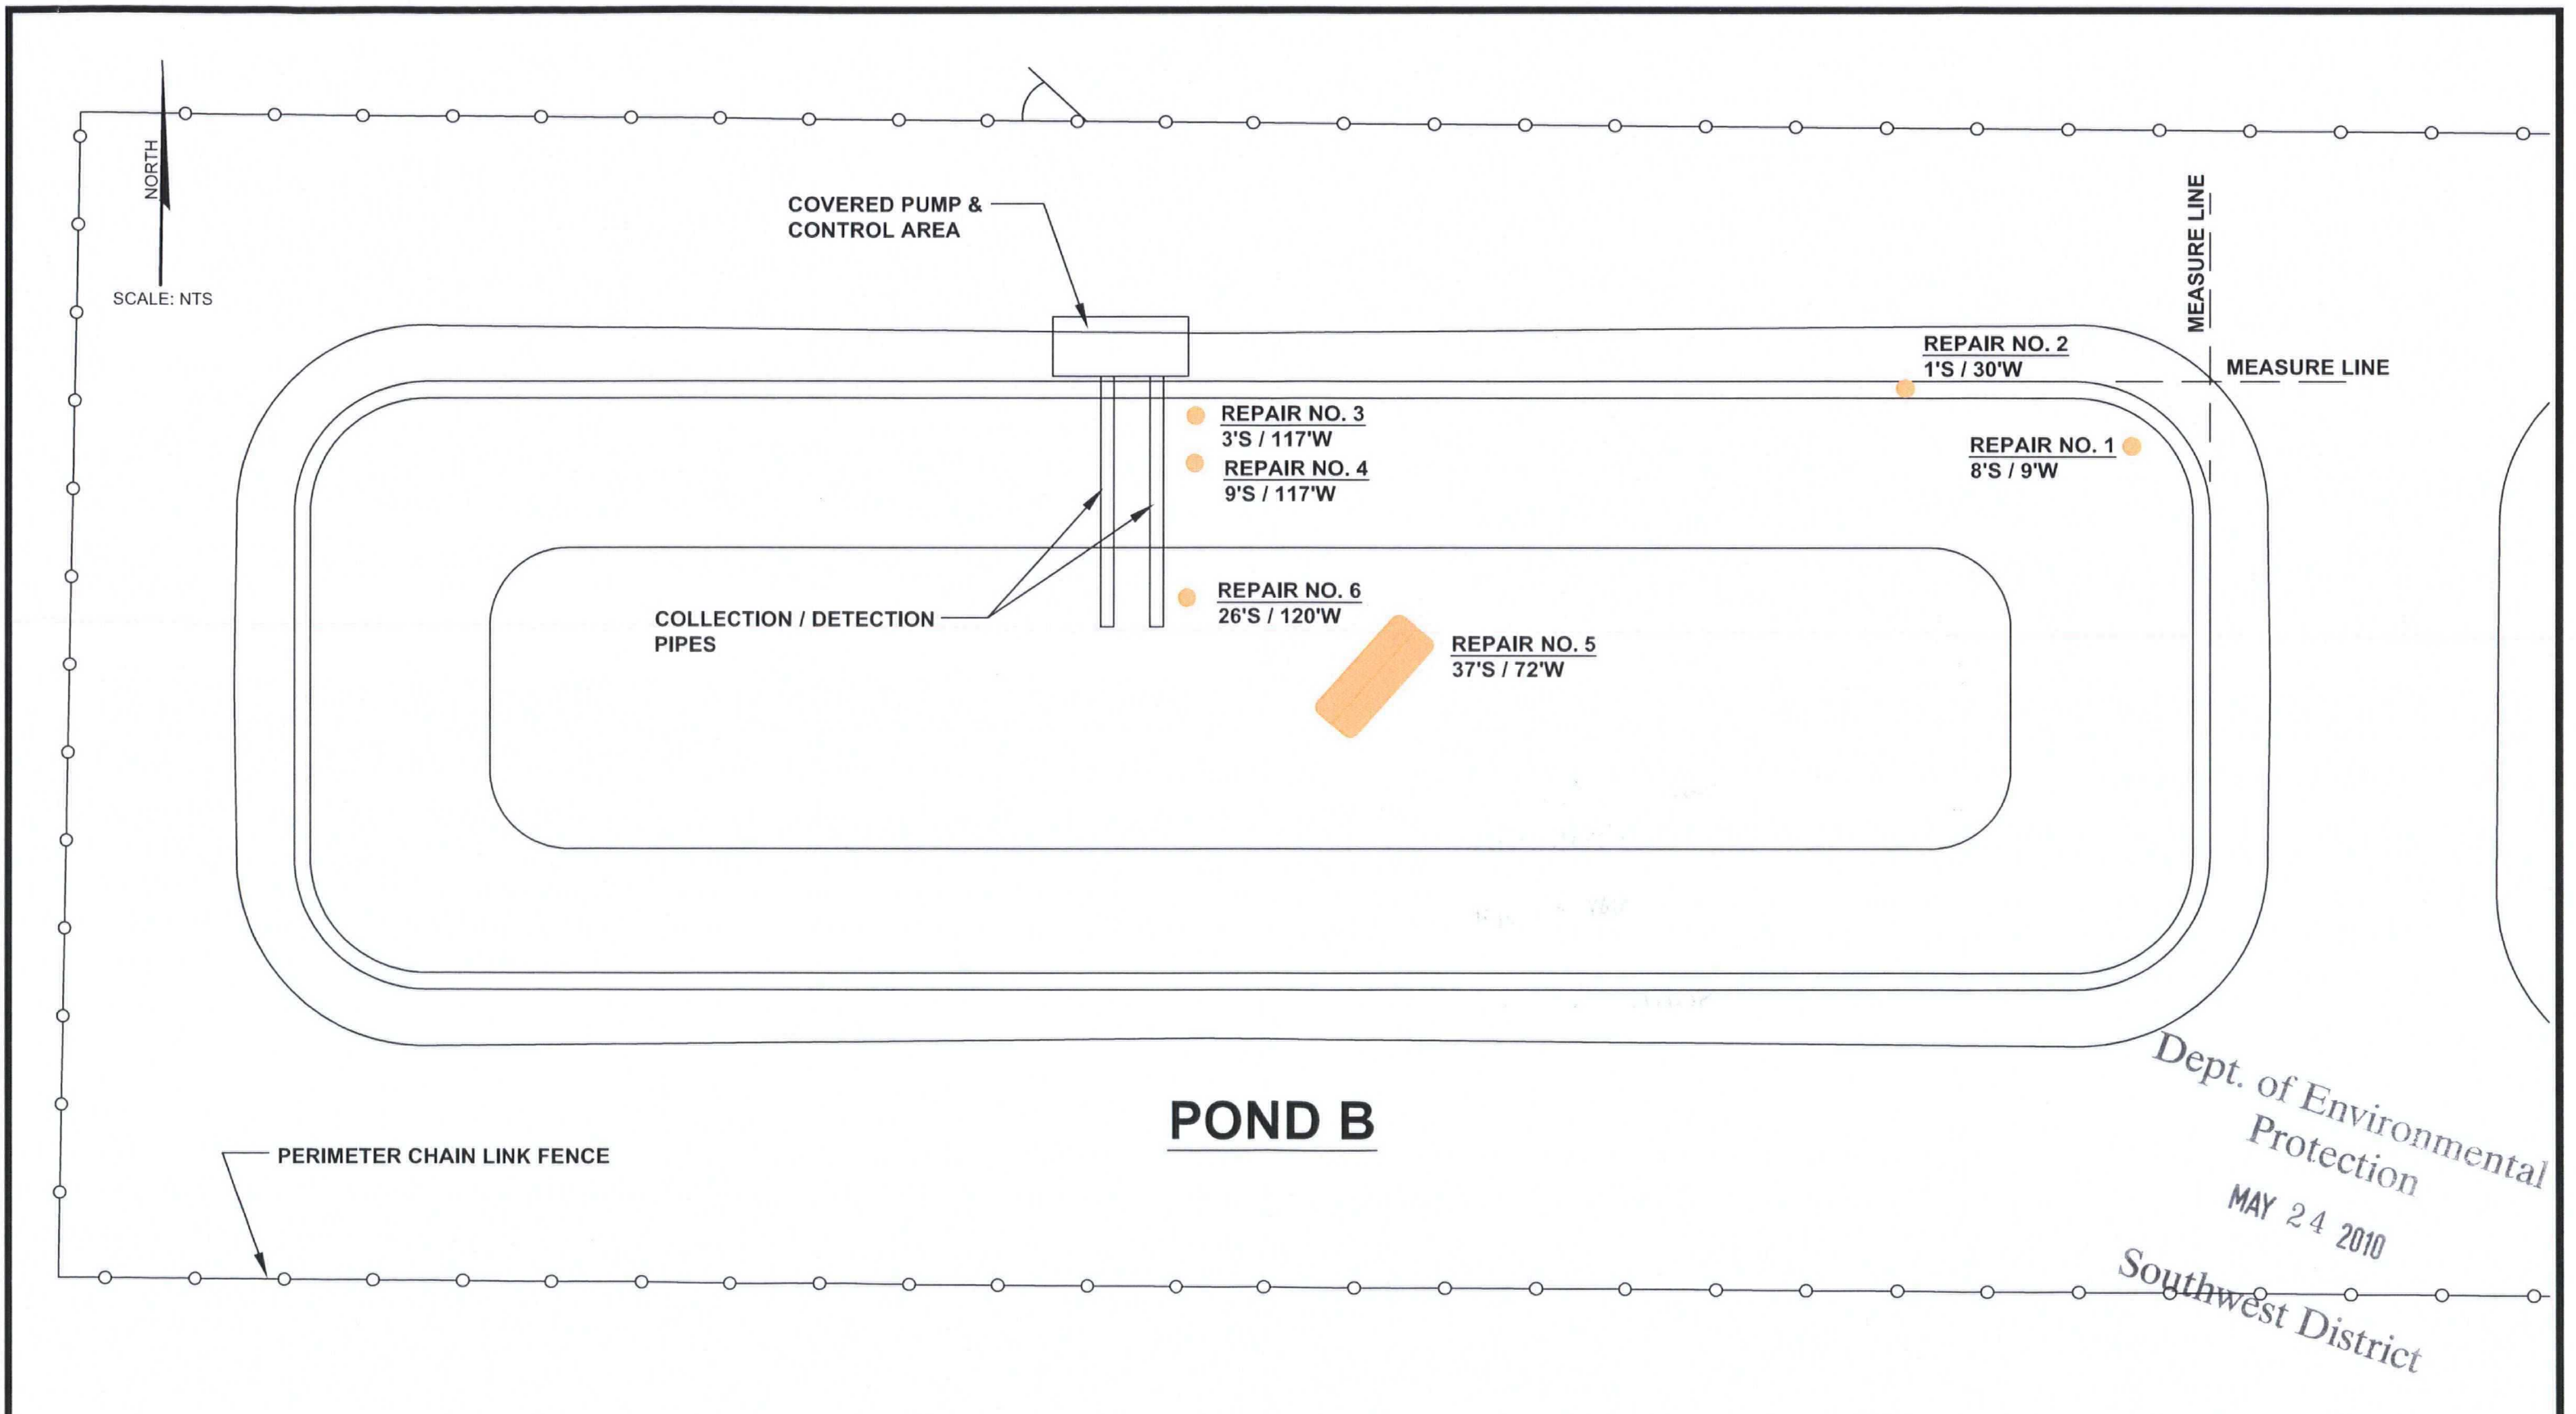 NORTH
SCALE: NTS
COVERED PUMP &
CONTROL AREA
MEASURE LINE
MEASURE LINE
REPAIR NO. 2
1'S / 30'W
REPAIR NO. 3
3'S / 117'W
REPAIR NO. 1
8'S / 9'W
REPAIR NO. 4
9'S / 117'W
REPAIR NO. 6
26'S / 120'W
COLLECTION / DETECTION
PIPES
REPAIR NO. 5
37'S / 72'W
POND B
PERIMETER CHAIN LINK FENCE
Dept. of Environmental
Protection
MAY 24 2010
Southwest District